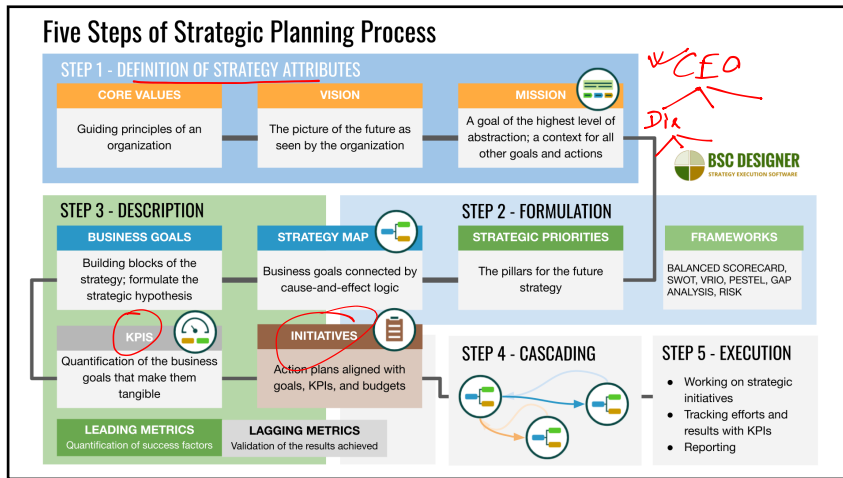 Five Steps of Strategic Planning Process
STEP 1 - DEFINITION OF STRATEGY ATTRIBUTES
CORE VALUES
Guiding principles of an
organization
VISION
The picture of the future as
seen by the organization
MISSION
A goal of the highest level of
abstraction; a context for all
other goals and actions
CEO
Dir
BSC DESIGNER
STRATEGY EXECUTION SOFTWARE
STEP 3 - DESCRIPTION
BUSINESS GOALS
Building blocks of the
strategy; formulate the
strategic hypothesis
STRATEGY MAP
Business goals connected by
cause-and-effect logic
STEP 2 - FORMULATION
STRATEGIC PRIORITIES
The pillars for the future
strategy
FRAMEWORKS
BALANCED SCORECARD,
SWOT, VRIO, PESTEL, GAP
ANALYSIS, RISK
KPIS
Quantification of the business
goals that make them
tangible
INITIATIVES
Action plans aligned with
goals, KPIs, and budgets
LEADING METRICS
Quantification of success factors
LAGGING METRICS
Validation of the results achieved
STEP 4 - CASCADING
STEP 5 - EXECUTION
● Working on strategic
initiatives
● Tracking efforts and
results with KPIs
● Reporting